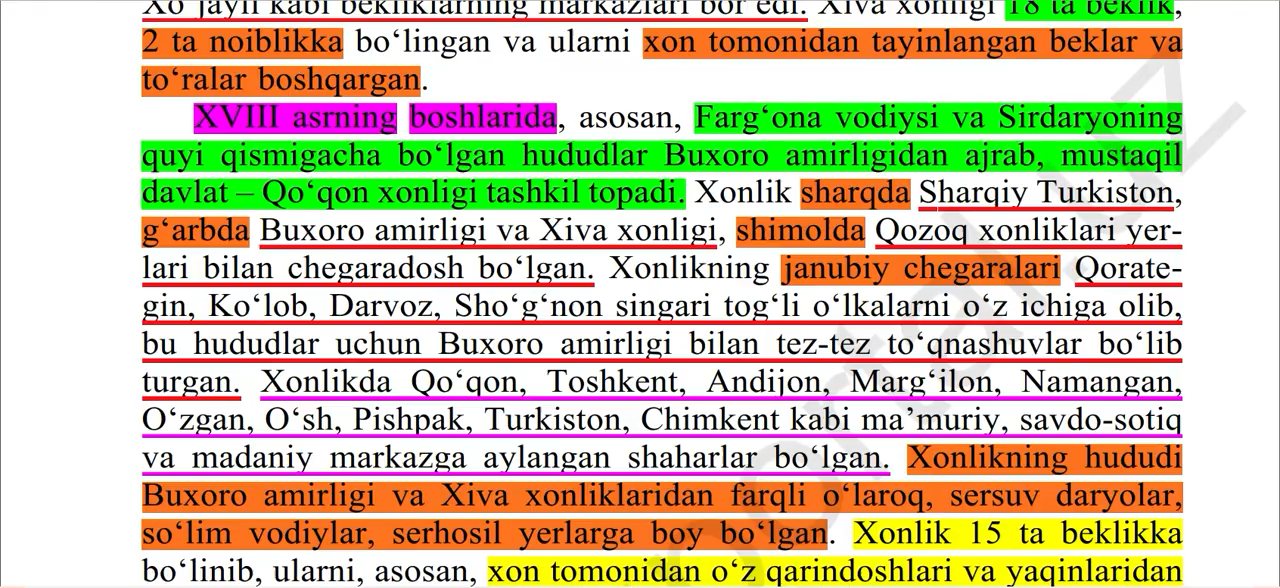 Xo‘jayli kabi bekliklarning markazlari bor edi. Xiva xonligi 18 ta beklik,
2 ta noiblikka bo‘lingan va ularni xon tomonidan tayinlangan beklar va
to‘ralar boshqargan.
XVIII asrning boshlarida, asosan, Farg‘ona vodiysi va Sirdaryoning
quyi qismigacha bo‘lgan hududlar Buxoro amirligidan ajrab, mustaqil
davlat – Qo‘qon xonligi tashkil topadi. Xonlik sharqda Sharqiy Turkiston,
g‘arbda Buxoro amirligi va Xiva xonligi, shimolda Qozoq xonliklari yer-
lari bilan chegaradosh bo‘lgan. Xonlikning janubiy chegaralari Qorate-
gin, Ko‘lob, Darvoz, Sho‘g‘non singari tog‘li o‘lkalarni o‘z ichiga olib,
bu hududlar uchun Buxoro amirligi bilan tez-tez to‘qnashuvlar bo‘lib
turgan. Xonlikda Qo‘qon, Toshkent, Andijon, Marg‘ilon, Namangan,
O‘zgan, O‘sh, Pishpak, Turkiston, Chimkent kabi ma’muriy, savdo-sotiq
va madaniy markazga aylangan shaharlar bo‘lgan. Xonlikning hududi
Buxoro amirligi va Xiva xonliklaridan farqli o‘laroq, sersuv daryolar,
so‘lim vodiylar, serhosil yerlarga boy bo‘lgan. Xonlik 15 ta beklikka
bo‘linib, ularni, asosan, xon tomonidan o‘z qarindoshlari va yaqinlaridan